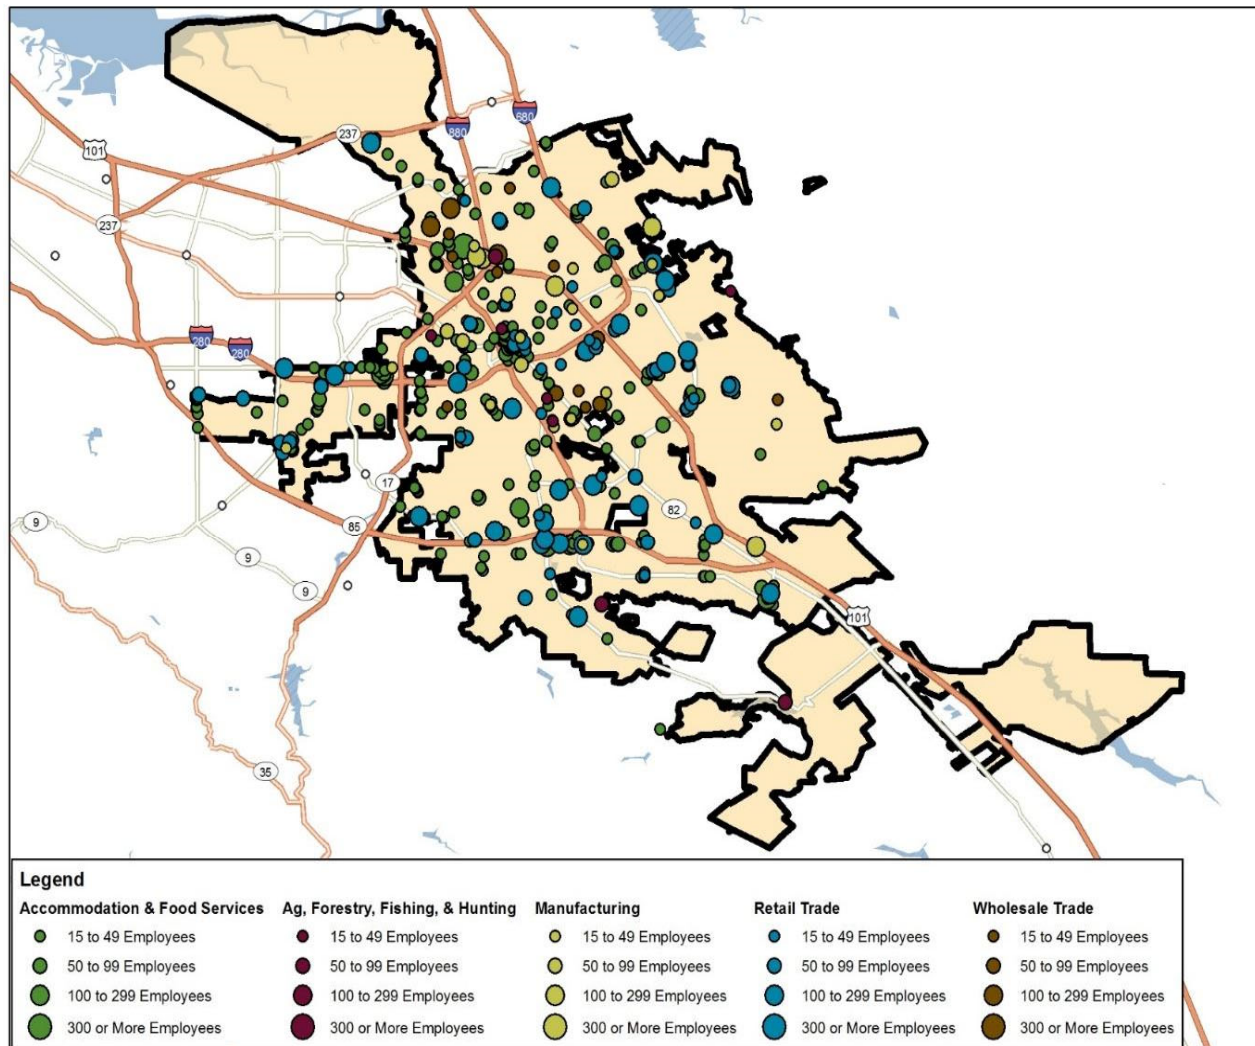 237
880
680
101
237
280
280
17
9
85
82
9
9
101
35
Legend
Accommodation & Food Services
15 to 49 Employees
50 to 99 Employees
100 to 299 Employees
300 or More Employees
Ag, Forestry, Fishing, & Hunting
15 to 49 Employees
50 to 99 Employees
100 to 299 Employees
300 or More Employees
Manufacturing
15 to 49 Employees
50 to 99 Employees
100 to 299 Employees
300 or More Employees
Retail Trade
15 to 49 Employees
50 to 99 Employees
100 to 299 Employees
300 or More Employees
Wholesale Trade
15 to 49 Employees
50 to 99 Employees
100 to 299 Employees
300 or More Employees